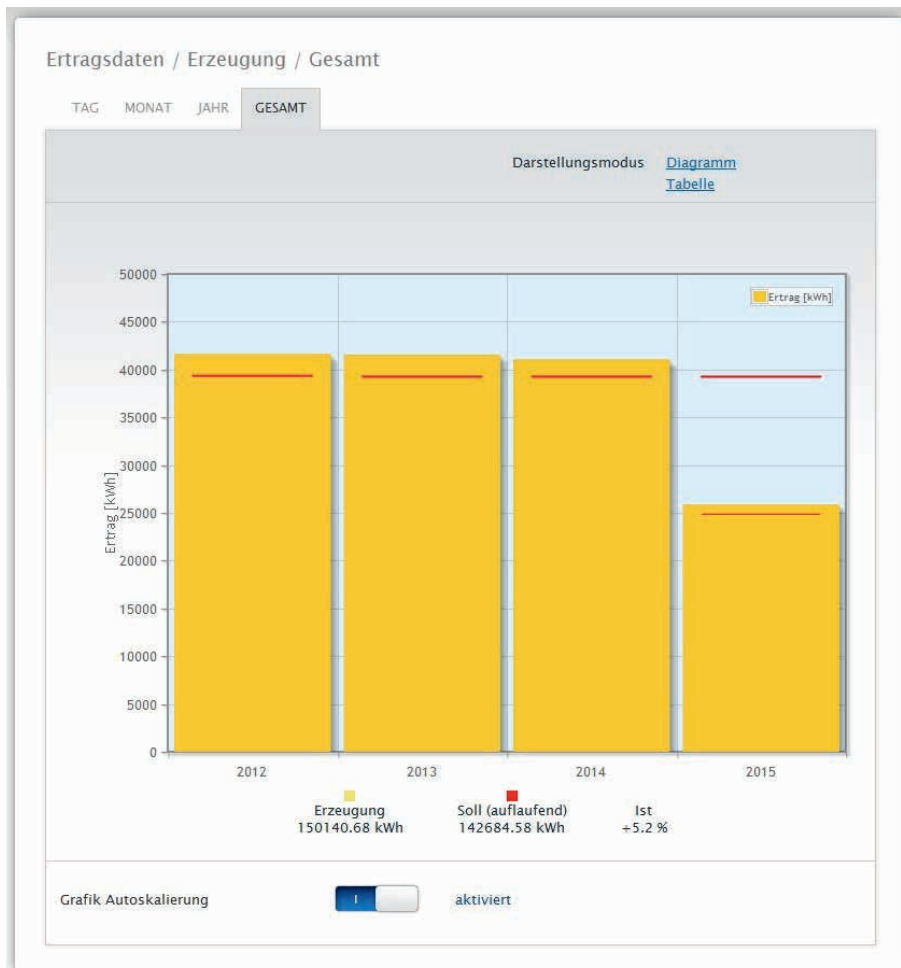 Ertragsdaten / Erzeugung / Gesamt
TAG MONAT JAHR GESAMT
Darstellungsmodus Diagramm
Tabelle
Ertrag [kWh]
50000
45000
40000
35000
30000
25000
20000
15000
10000
5000
0
Ertrag [kWh]
2012 2013 2014 2015
Erzeugung Soll (auflaufend) Ist
150140.68 kWh 142684.58 kWh +5.2 %
Grafik Autoskalierung I aktiviert